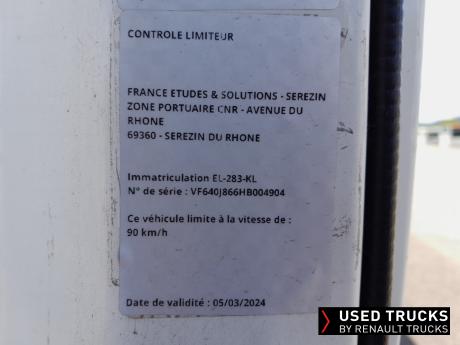 CONTROLE LIMITEUR
FRANCE ETUDES & SOLUTIONS - SEREZIN
ZONE PORTUAIRE CNR - AVENUE DU
RHONE
69360 - SEREZIN DU RHONE
Immatriculation EL-283-KL
N° de série : VF640J866HB004904
Ce véhicule limite à la vitesse de :
90 km/h
Date de validité : 05/03/2024
USED TRUCKS
BY RENAULT TRUCKS